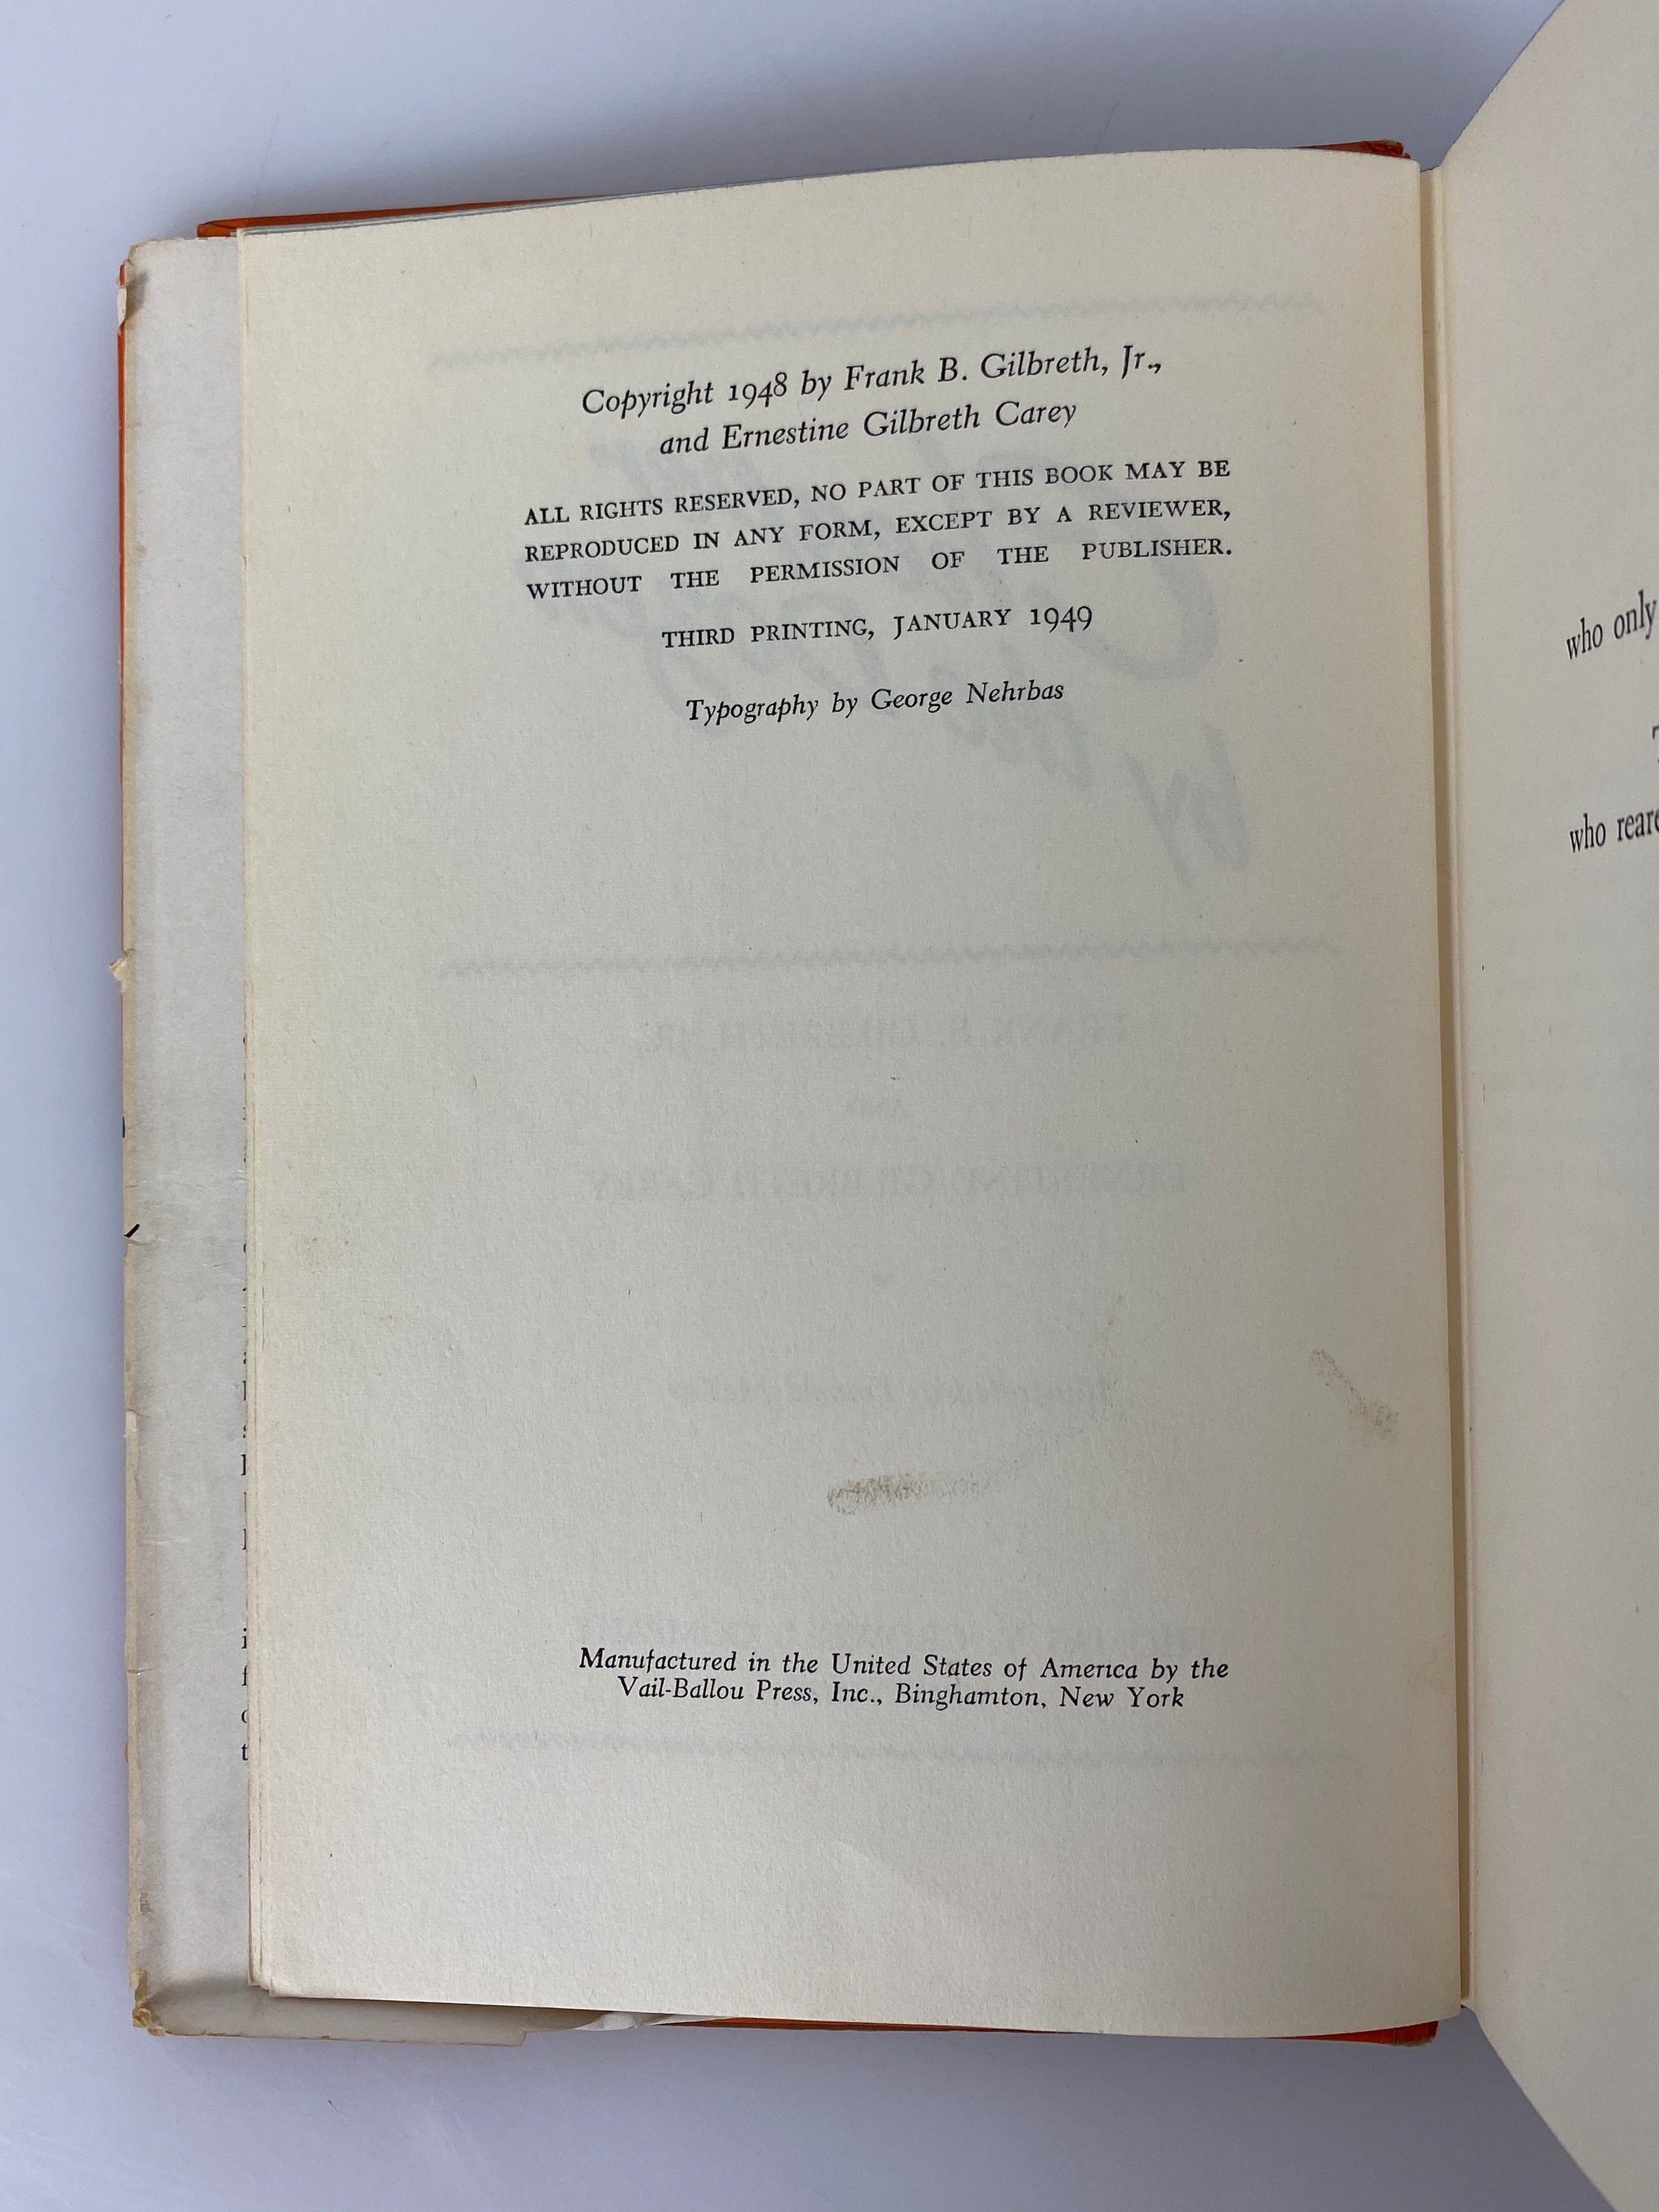 Copyright 1948 by Frank B. Gilbreth, Jr.,
and Ernestine Gilbreth Carey
ALL RIGHTS RESERVED, NO PART OF THIS BOOK MAY BE
REPRODUCED IN ANY FORM, EXCEPT BY A REVIEWER,
WITHOUT THE PERMISSION OF THE PUBLISHER.
THIRD PRINTING, JANUARY 1949
Typography by George Nehrbas
Manufactured in the United States of America by the
Vail-Ballou Press, Inc., Binghamton, New York
who only
who